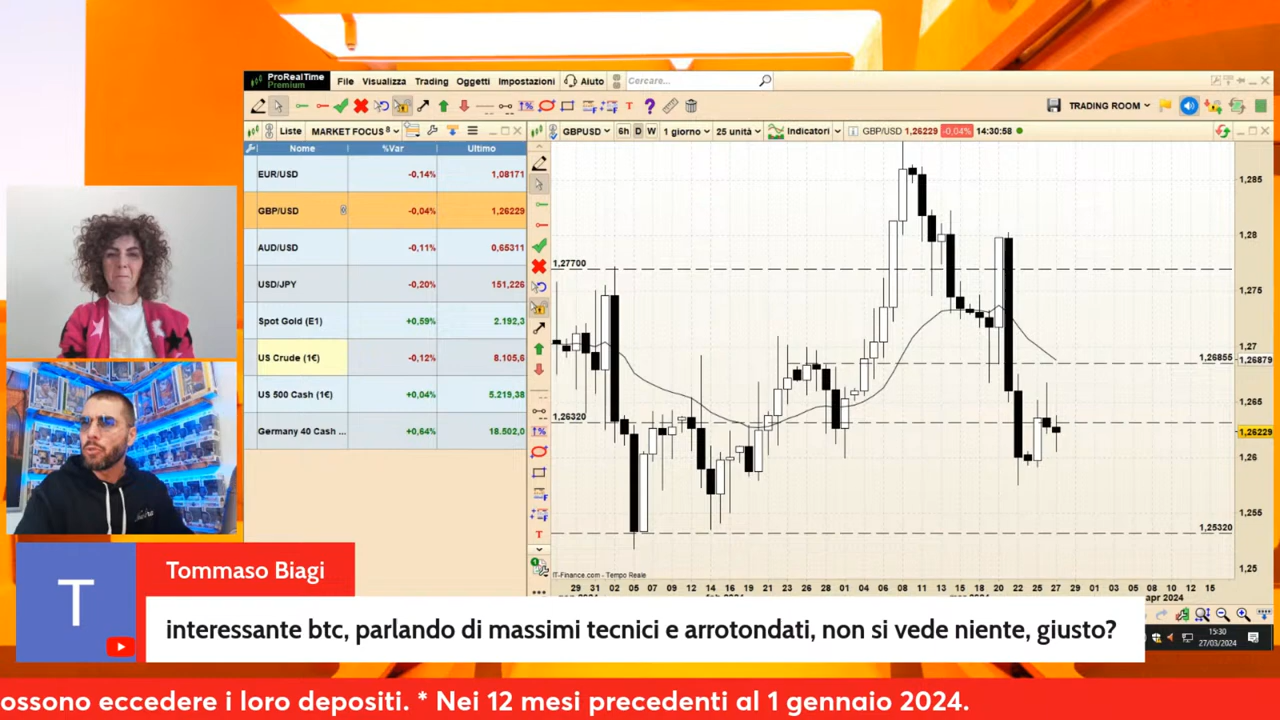 ProRealTime
Premium
File Visualizza Trading Oggetti Impostazioni Aiuto Cercare...
TRADING ROOM
Liste MARKET FOCUS 8
GBPUSD 6h D W 1 giorno 25 unità Indicatori GBP/USD 1,26229 -0,04% 14:30:58
Nome %Var Ultimo
EUR/USD -0,14% 1,08171
GBP/USD -0,04% 1,26229
AUD/USD -0,11% 0,65311
USD/JPY -0,20% 151,226
Spot Gold (E1) +0,59% 2.192,3
US Crude (1€) -0,12% 8.105,6
US 500 Cash (1€) +0,04% 5.219,38
Germany 40 Cash ... +0,64% 18.502,0
1,285
1,28
1,27700
1,275
1,27
1,26855
1,26879
1,265
1,26320
1,26229
1,26
1,255
1,25320
1,25
IT-Finance.com - Tempo Reale
29 31 02 05 07 09 12 14 16 20 22 26 28 01 04 06 08 12 14 18 20 22 25 27 29 01 03 04 08 10 12 15
apr 2024
15:30
27/03/2024
T
Tommaso Biagi
interessante btc, parlando di massimi tecnici e arrotondati, non si vede niente, giusto?
ossono eccedere i loro depositi. * Nei 12 mesi precedenti al 1 gennaio 2024.